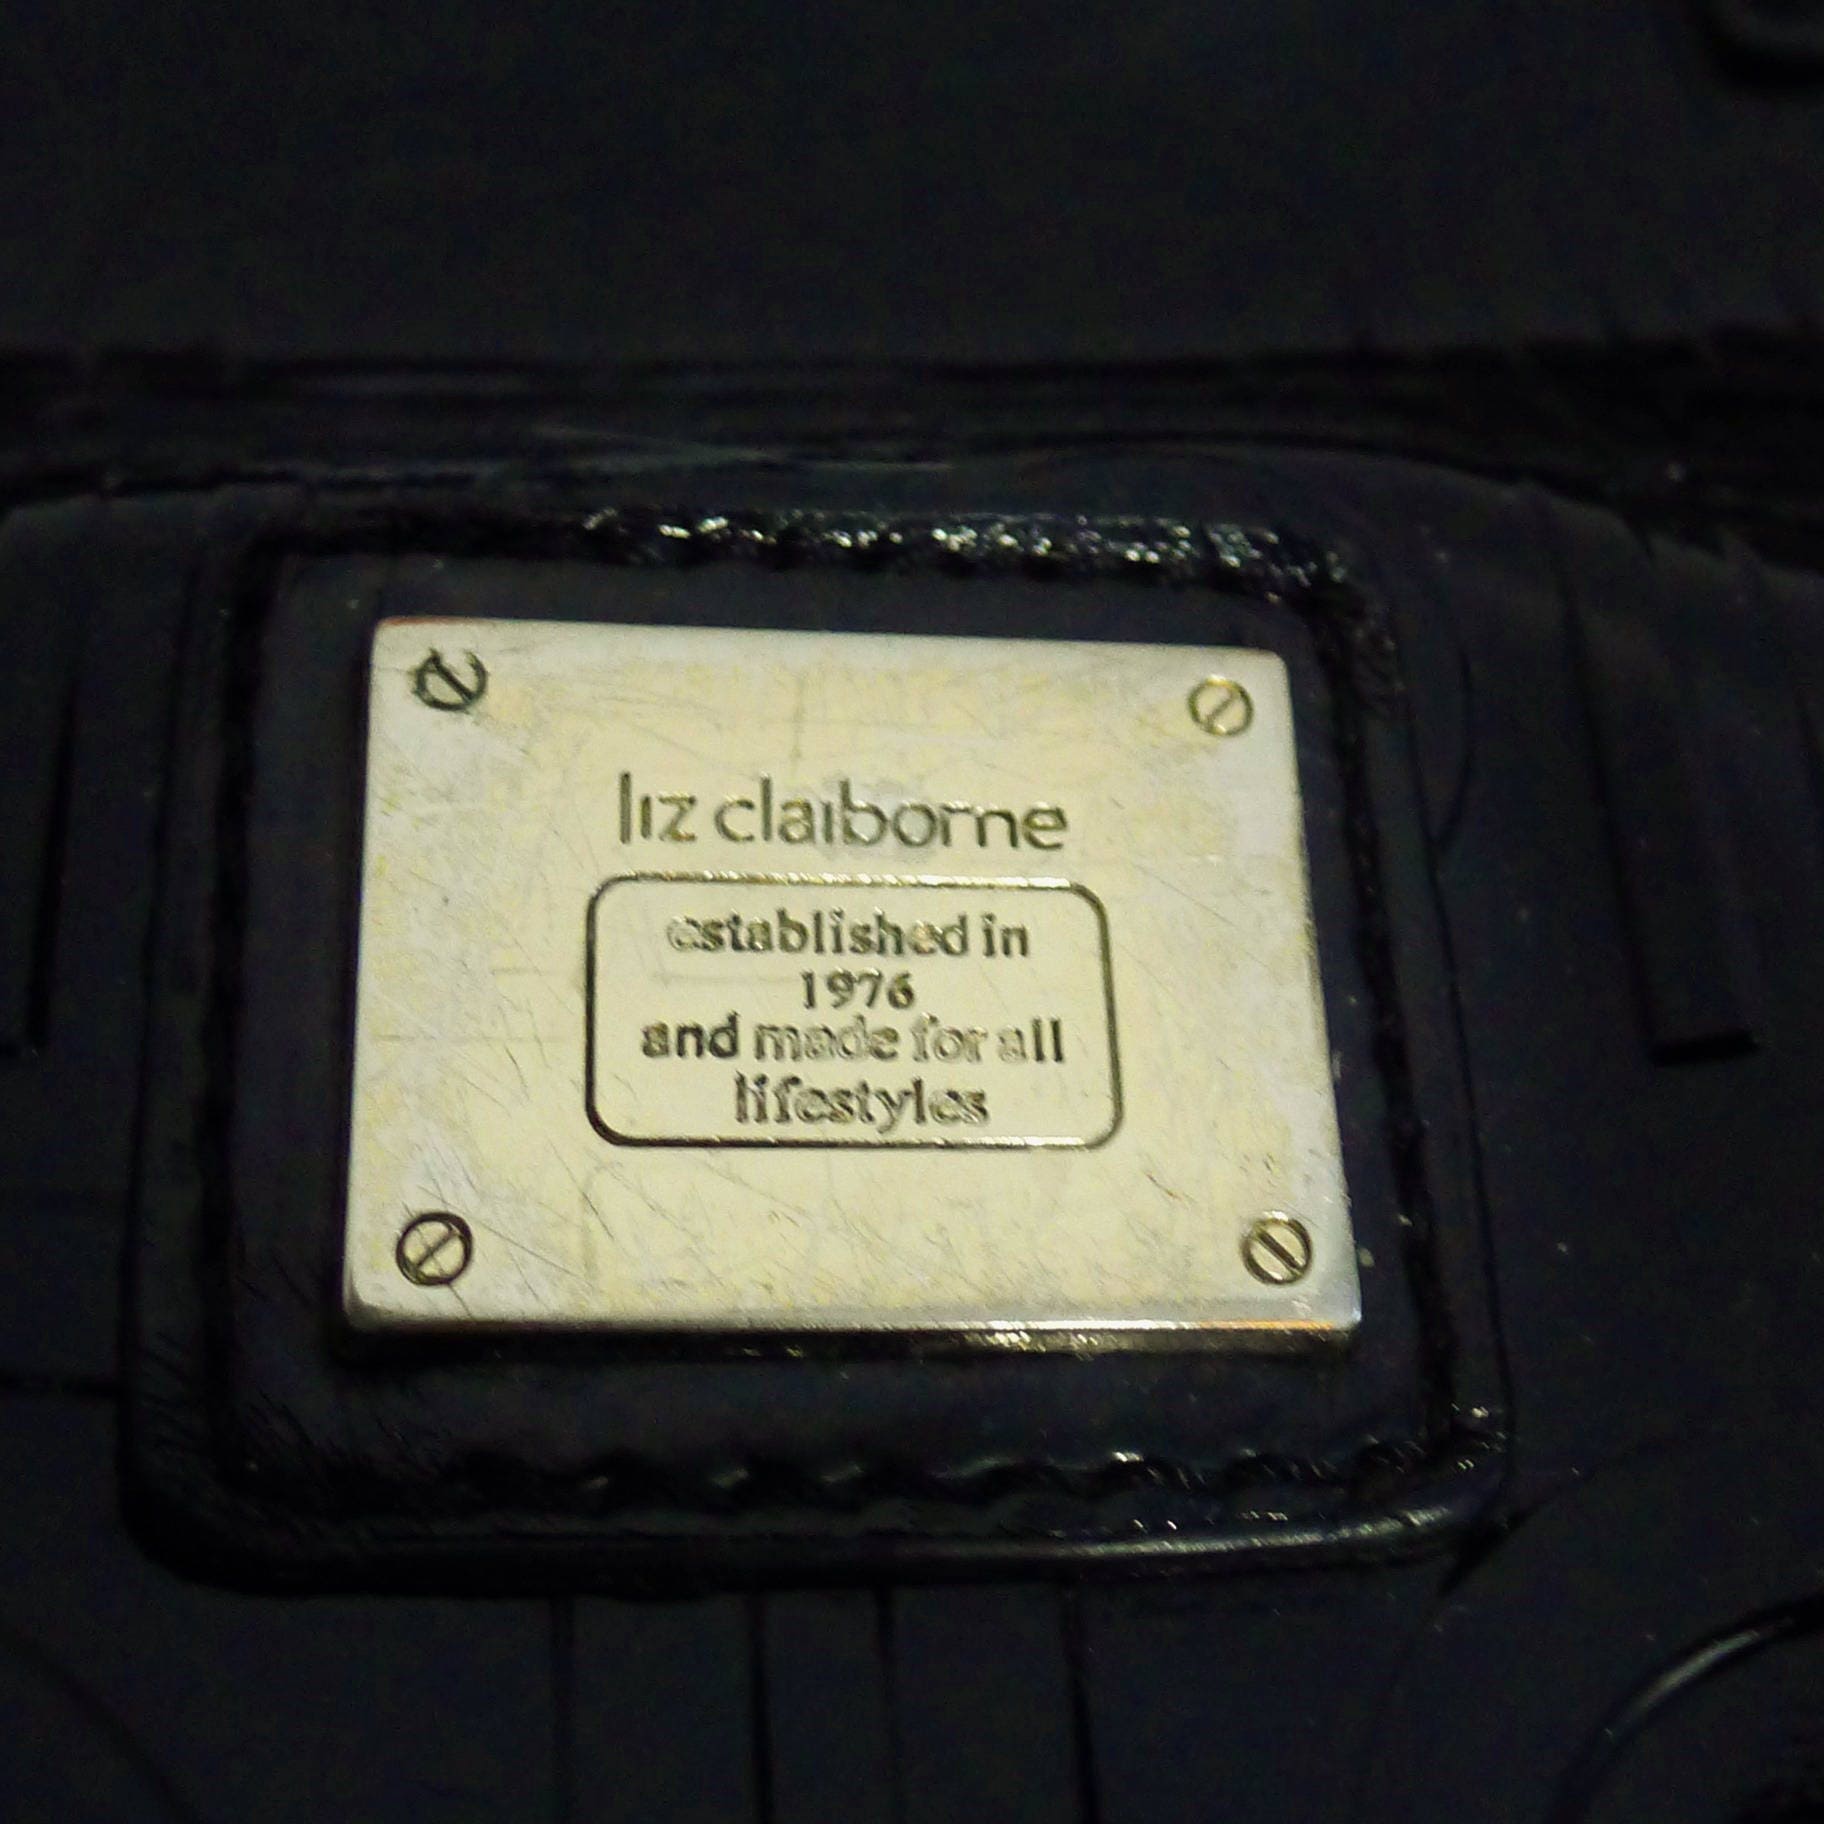 liz claiborne
established in
1976
and made for all
lifestyles